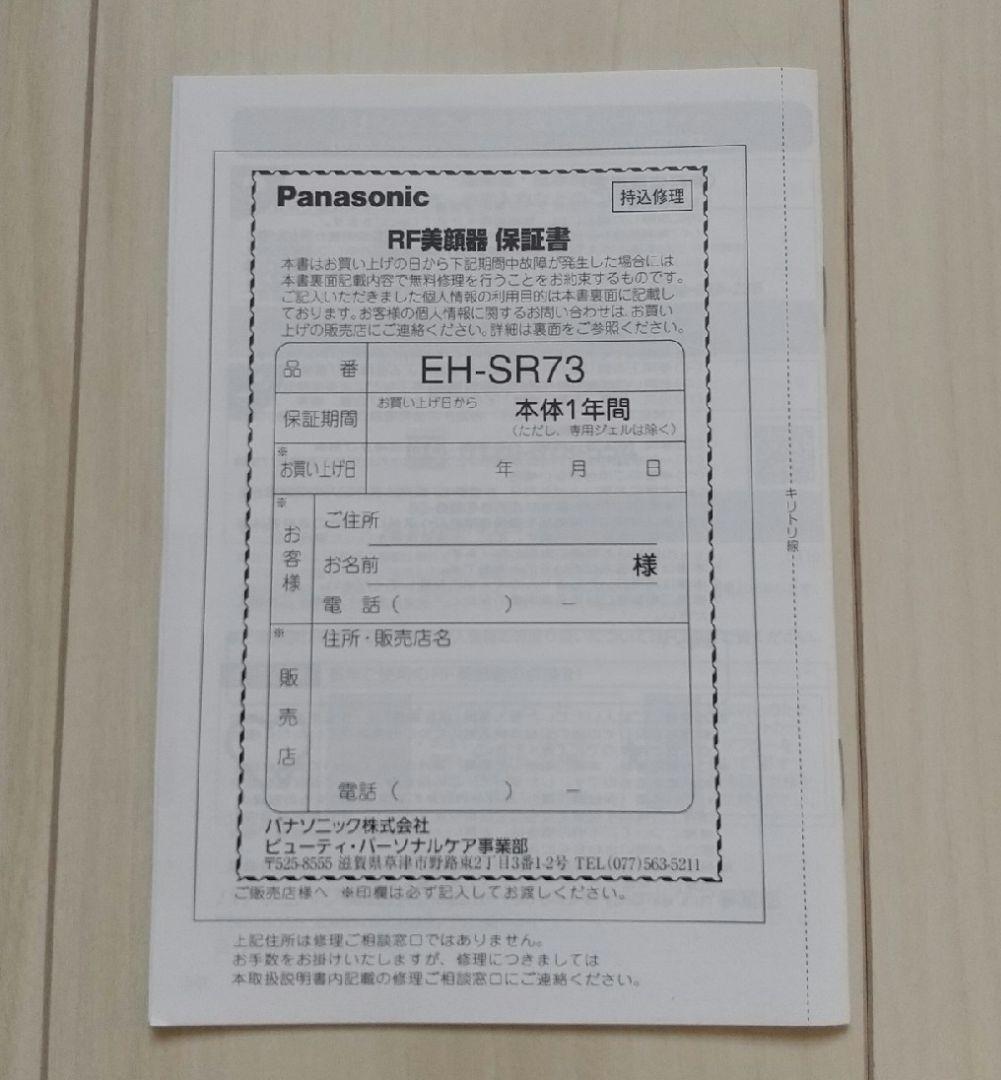 Panasonic
持込修理
RF美顔器 保証書
本書はお買い上げの日から下記期間中故障が発生した場合には
本書裏面記載内容で無料修理を行うことをお約束するものです。
ご記入いただきました個人情報の利用目的は本書裏面に記載し
ております。お客様の個人情報に関するお問い合わせは、お買い
上げの販売店にご連絡ください。詳細は裏面をご参照ください。
品 番
EH-SR73
保証期間
お買い上げ日から
本体1年間
(ただし、専用ジェルは除く)
※
お買い上げ日
年 月 日
※
お客様
ご住所
お名前
様
電 話 ( ) －
※
販売店
住所・販売店名
電話 ( ) －
パナソニック株式会社
ビューティ・パーソナルケア事業部
〒525-8555 滋賀県草津市野路東2丁目3番1-2号 TEL(077)563-5211
ご販売店様へ ※印欄は必ず記入してお渡しください。
上記住所は修理ご相談窓口ではありません。
お手数をお掛けいたしますが、修理につきましては
本取扱説明書内記載の修理ご相談窓口にご連絡ください。
キリトリ線